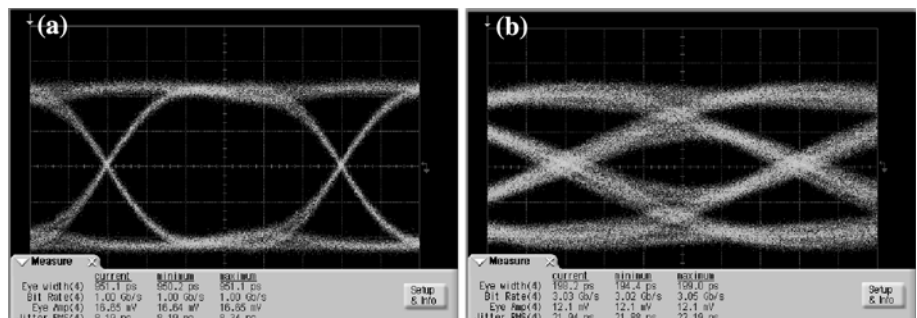 (a)
Measure
current minimum maximum
Eye width(4) 951.1 ps 950.2 ps 951.1 ps
Bit Rate(4) 1.00 Gb/s 1.00 Gb/s 1.00 Gb/s
Eye Amp(4) 16.65 mV 16.64 mV 16.65 mV
Setup
& Info
(b)
Measure
current minimum maximum
Eye width(4) 198.2 ps 194.4 ps 199.0 ps
Bit Rate(4) 3.03 Gb/s 3.02 Gb/s 3.05 Gb/s
Eye Amp(4) 12.1 mV 12.1 mV 12.1 mV
Setup
& Info